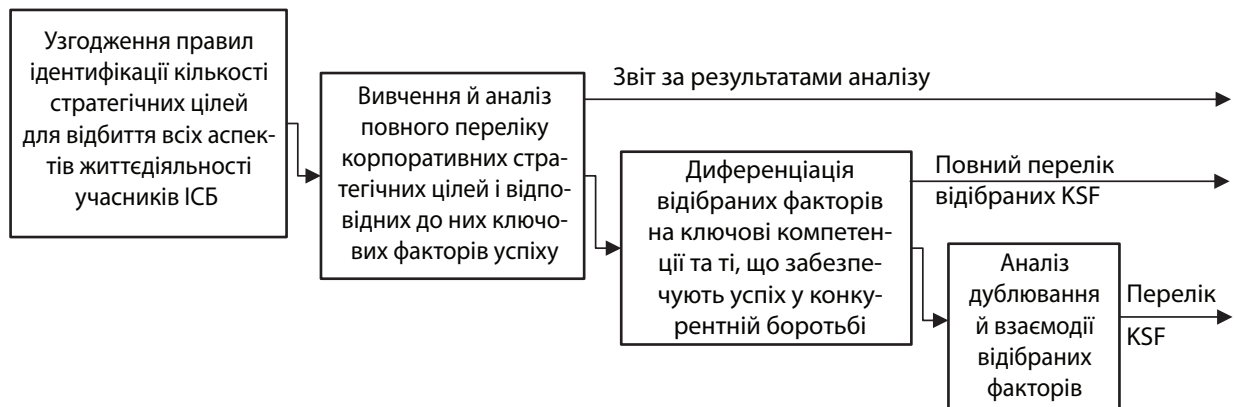 Узгодження правил
ідентифікації кількості
стратегічних цілей
для відбиття всіх аспек-
тів життєдіяльності
учасників ІСБ
Вивчення й аналіз
повного переліку
корпоративних стра-
тегічних цілей і відпо-
відних до них ключо-
вих факторів успіху
Звіт за результатами аналізу
Диференціація
відібраних факторів
на ключові компетен-
ції та ті, що забезпе-
чують успіх у конку-
рентній боротьбі
Повний перелік
відібраних KSF
Аналіз
дублювання
й взаємодії
відібраних
факторів
Перелік
KSF